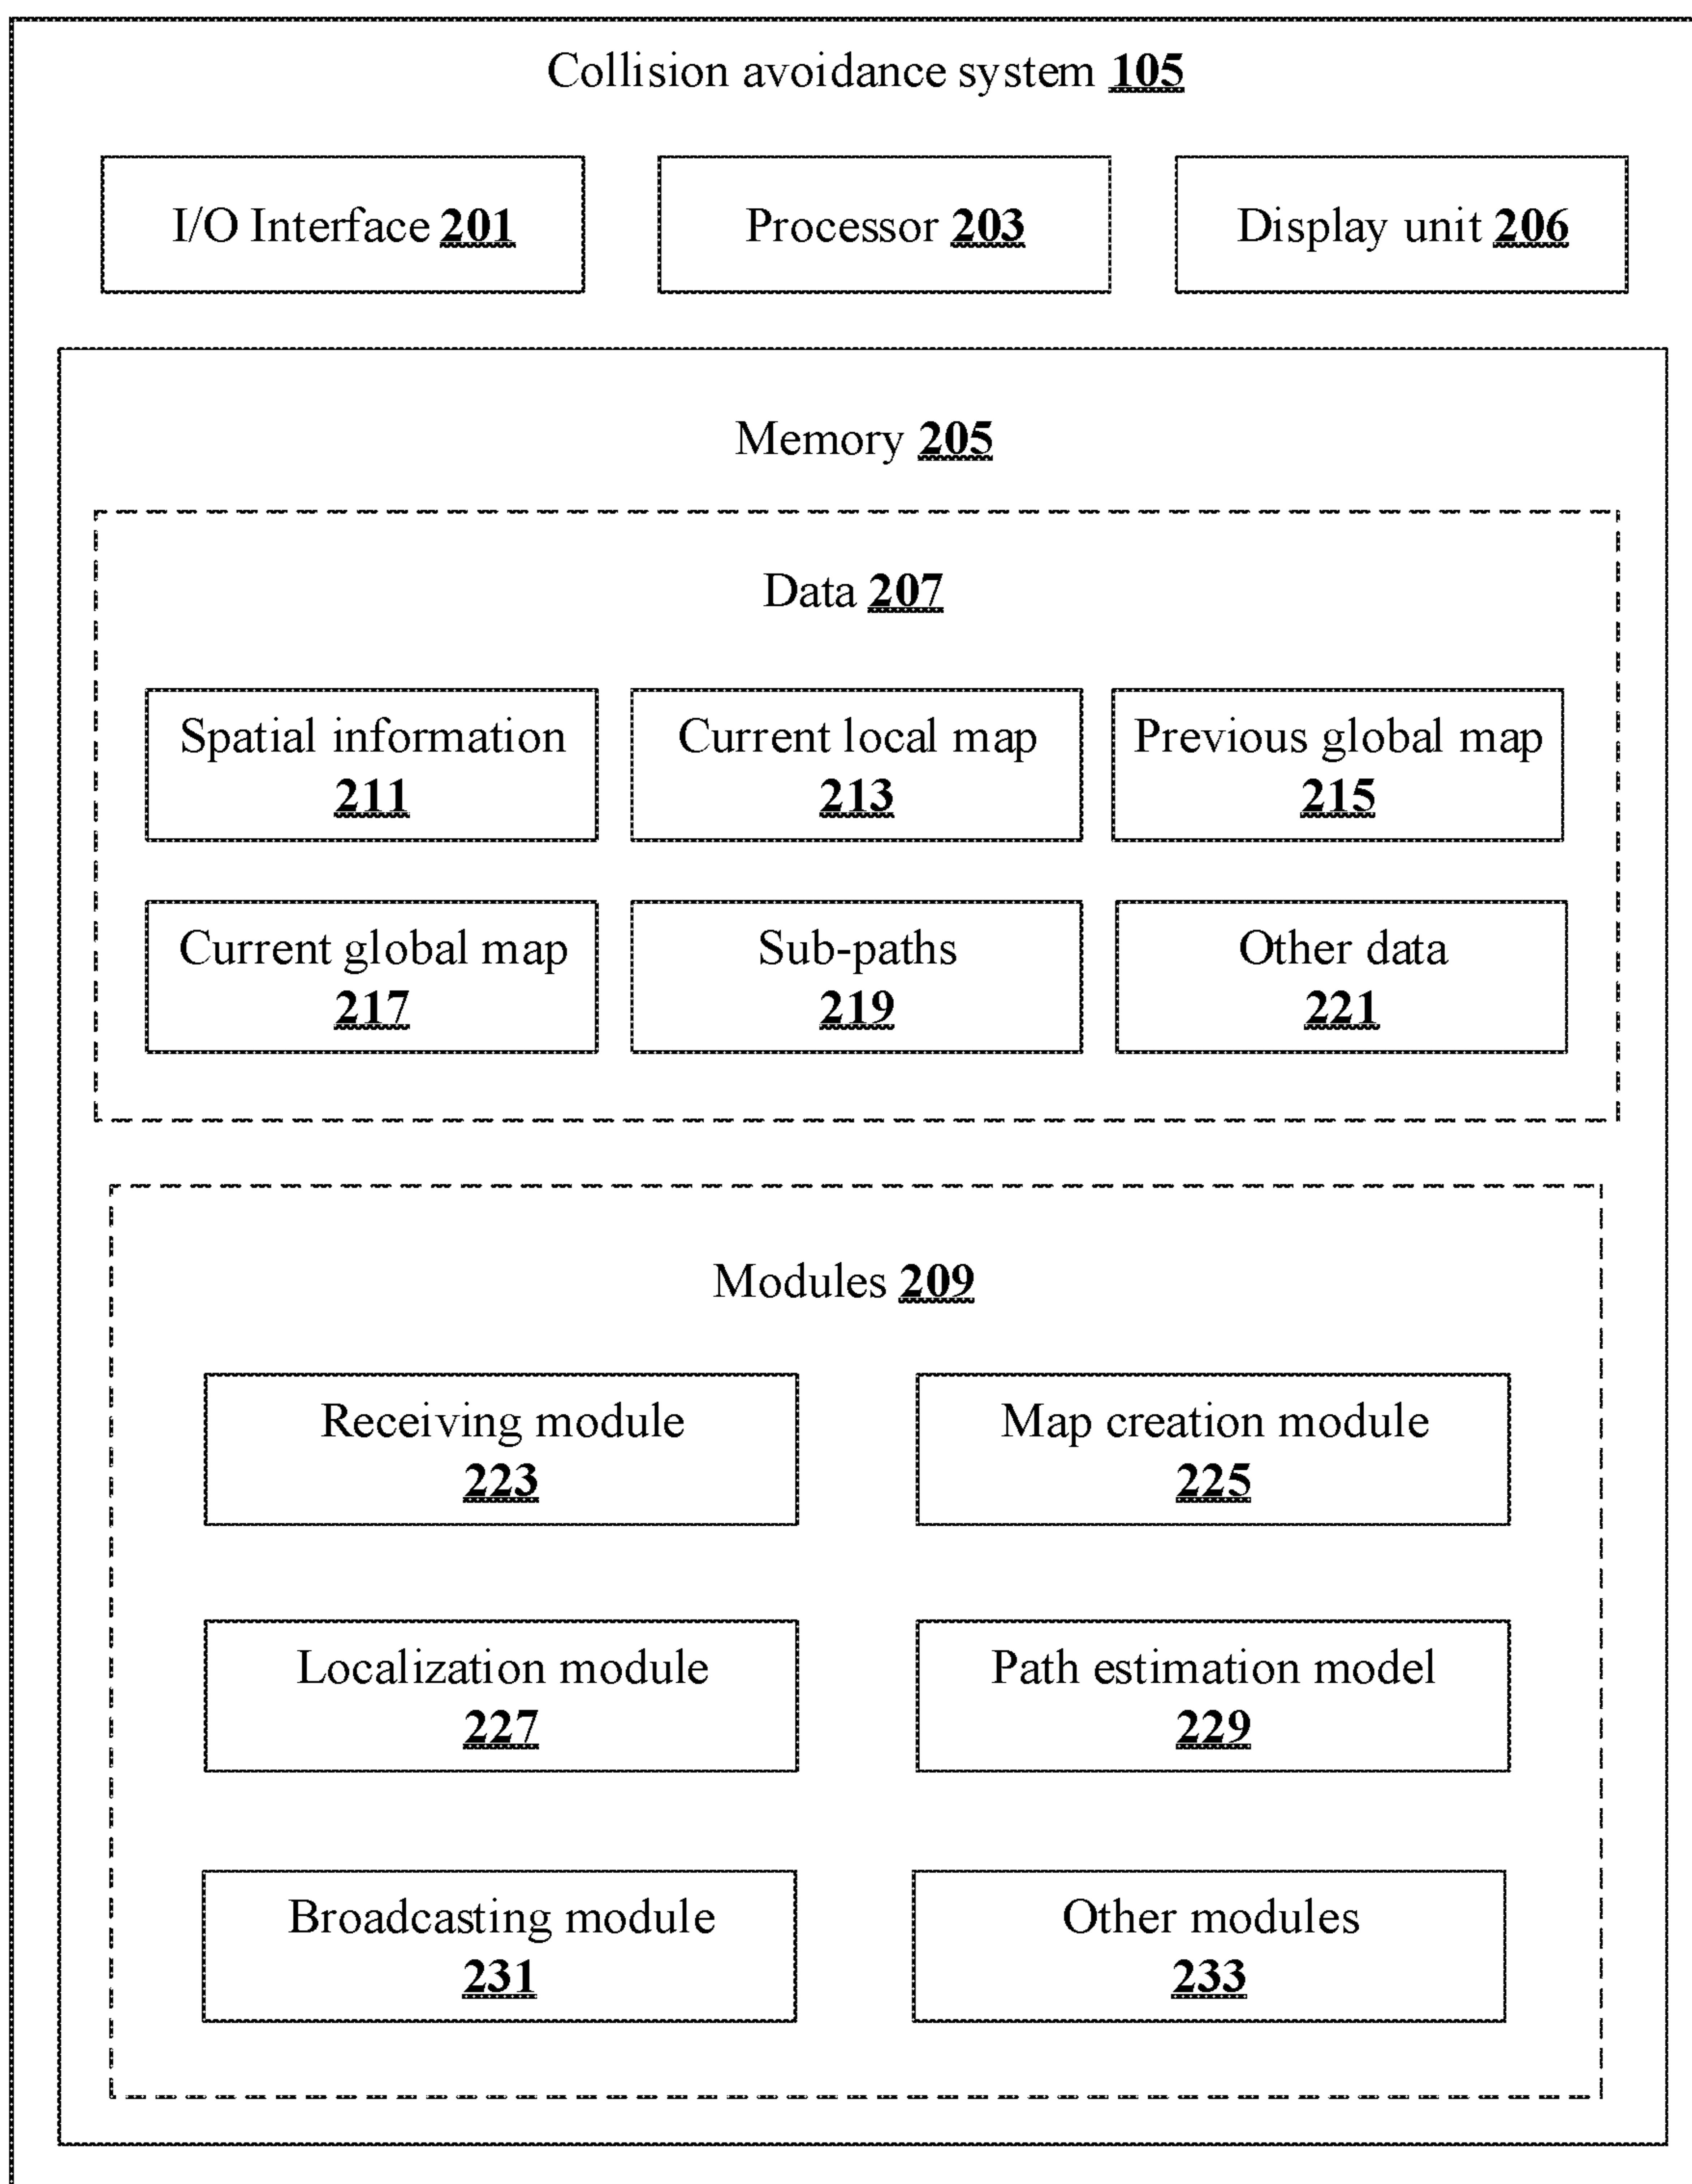 Collision avoidance system 105
I/O Interface 201
Processor 203
Display unit 206
Memory 205
Data 207
Spatial information
211
Current local map
213
Previous global map
215
Current global map
217
Sub-paths
219
Other data
221
Modules 209
Receiving module
223
Map creation module
225
Localization module
227
Path estimation model
229
Broadcasting module
231
Other modules
233